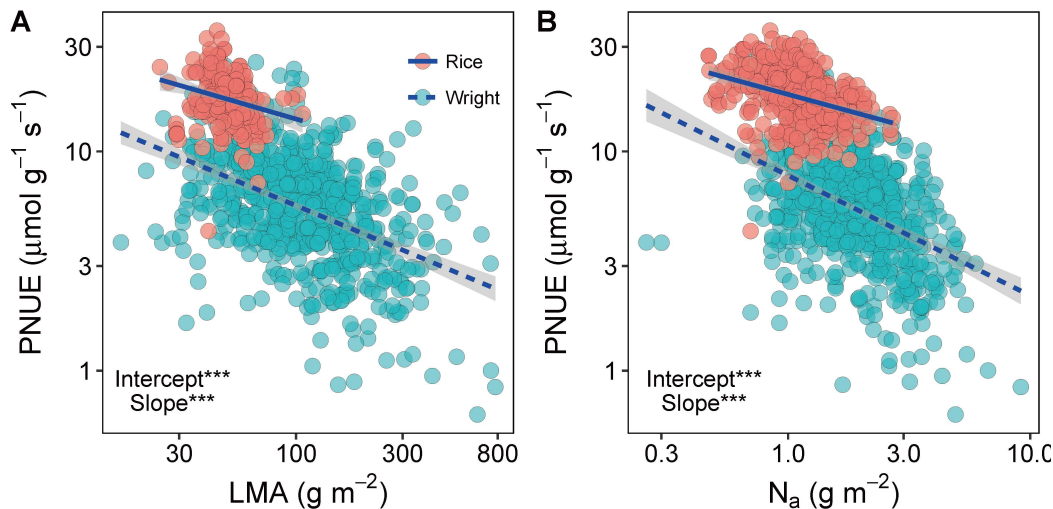 A
PNUE (μmol g−1 s−1)
30
10
3
1
Rice
Wright
Intercept***
Slope***
30
100
300
800
LMA (g m−2)
B
PNUE (μmol g−1 s−1)
30
10
3
1
Intercept***
Slope***
0.3
1.0
3.0
10.0
Na (g m−2)